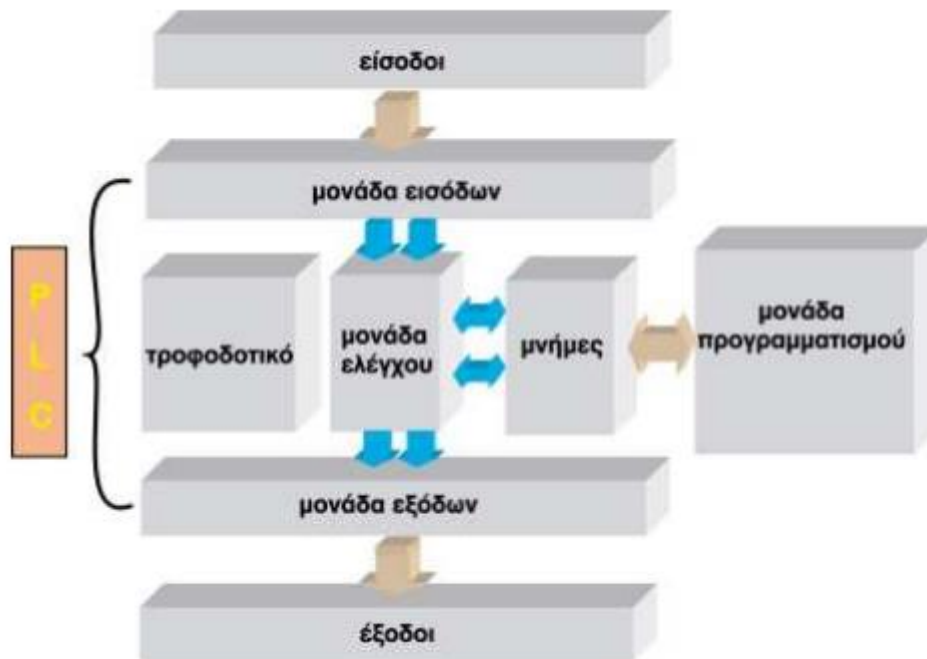 είσοδοι
μονάδα εισόδων
P
L
C
τροφοδοτικό
μονάδα
ελέγχου
μνήμες
μονάδα
προγραμματισμού
μονάδα εξόδων
έξοδοι